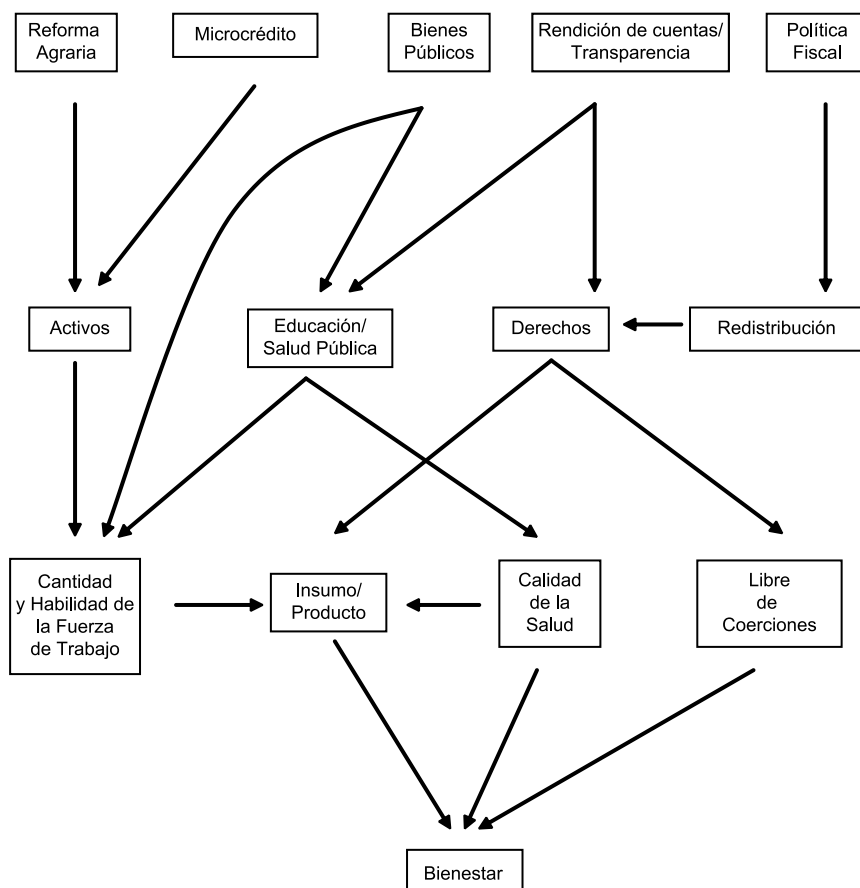 Reforma
Agraria
Microcrédito
Bienes
Públicos
Rendición de cuentas/
Transparencia
Política
Fiscal
Activos
Educación/
Salud Pública
Derechos
Redistribución
Cantidad
y Habilidad de
la Fuerza
de Trabajo
Insumo/
Producto
Calidad
de la
Salud
Libre
de
Coerciones
Bienestar